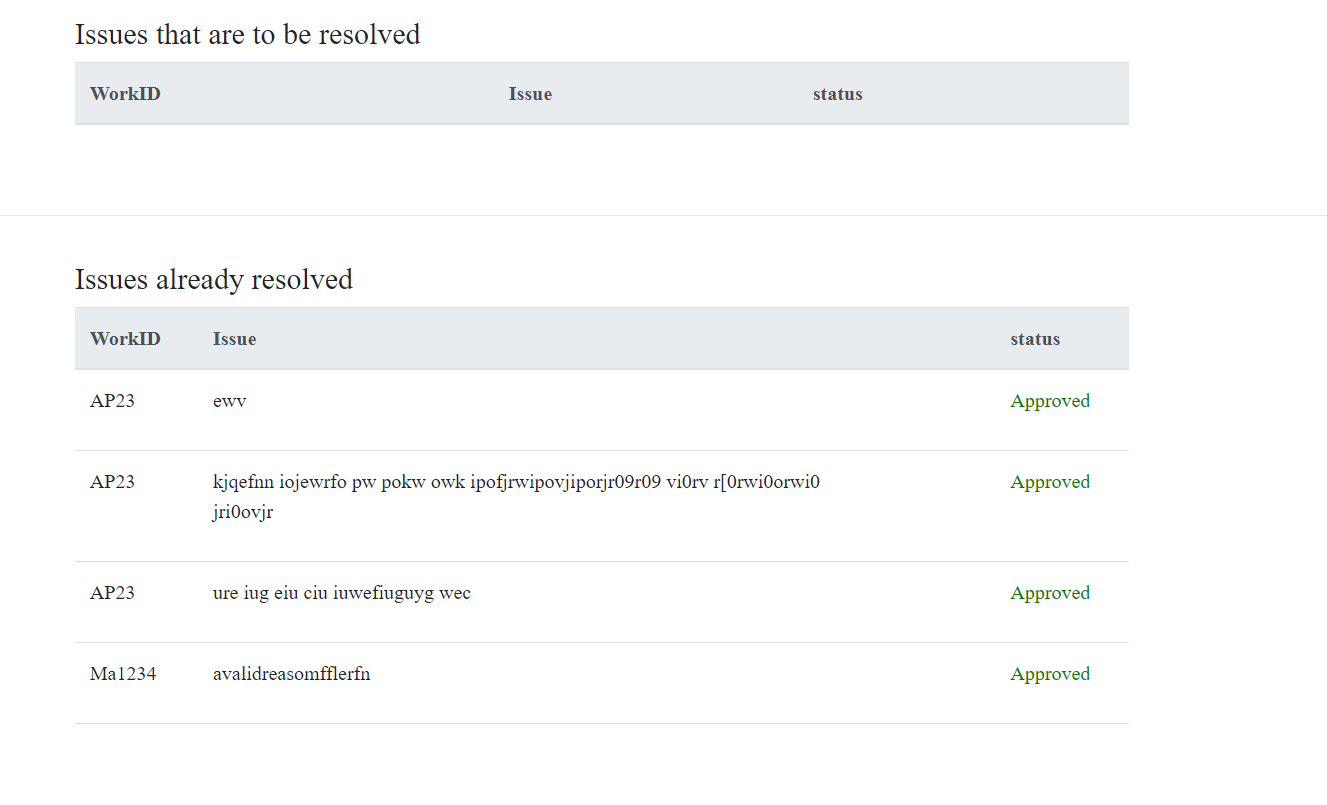 Issues that are to be resolved
WorkID Issue status
Issues already resolved
WorkID Issue status
AP23 ewv Approved
AP23 kjqefnn iojewrfo pw pokw owk ipofjrwipovjiporjr09r09 vi0rv r[0rwi0orwi0 Approved
jri0ovjr
AP23 ure iug eiu ciu iuwefiuguyg wec Approved
Ma1234 avalidreasomfflerfn Approved